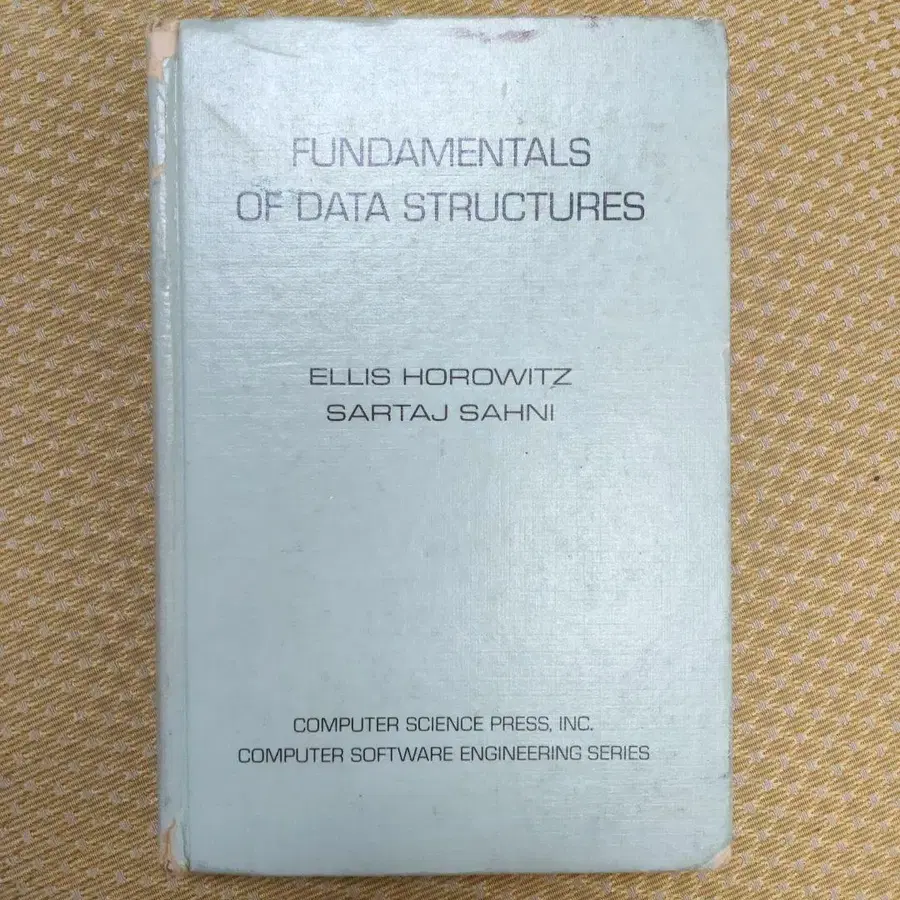 FUNDAMENTALS
OF DATA STRUCTURES
ELLIS HOROWITZ
SARTAJ SAHNI
COMPUTER SCIENCE PRESS, INC.
COMPUTER SOFTWARE ENGINEERING SERIES